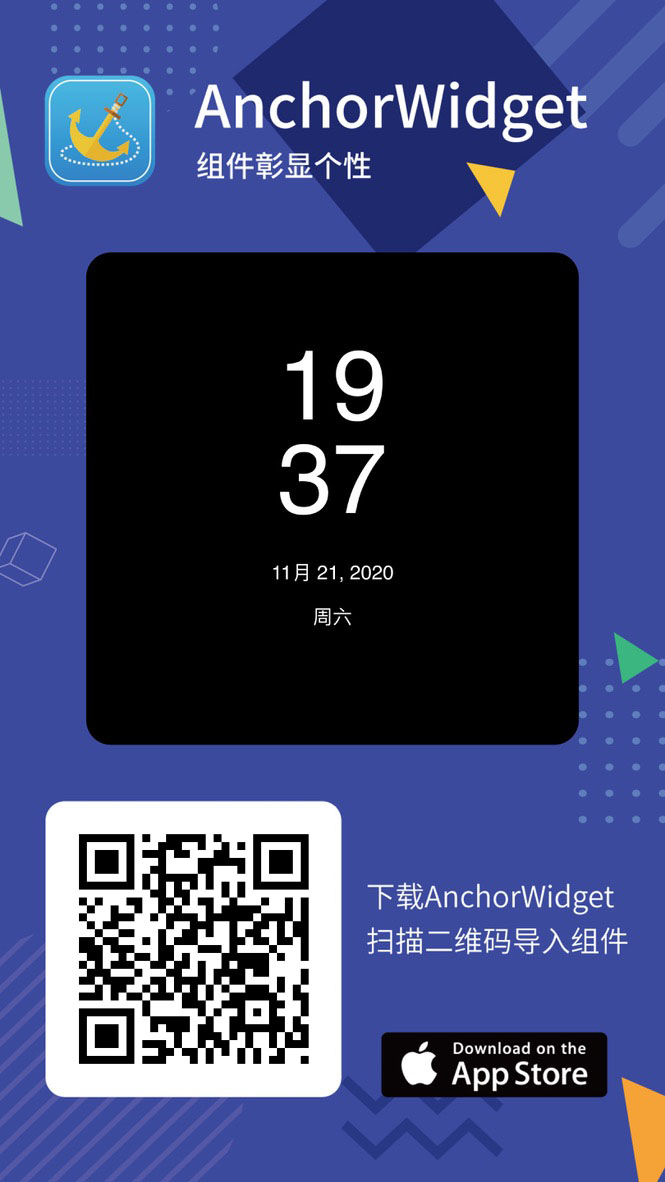 AnchorWidget
组件彰显个性
19
37
11月 21, 2020
周六
下载AnchorWidget
扫描二维码导入组件
Download on the
App Store